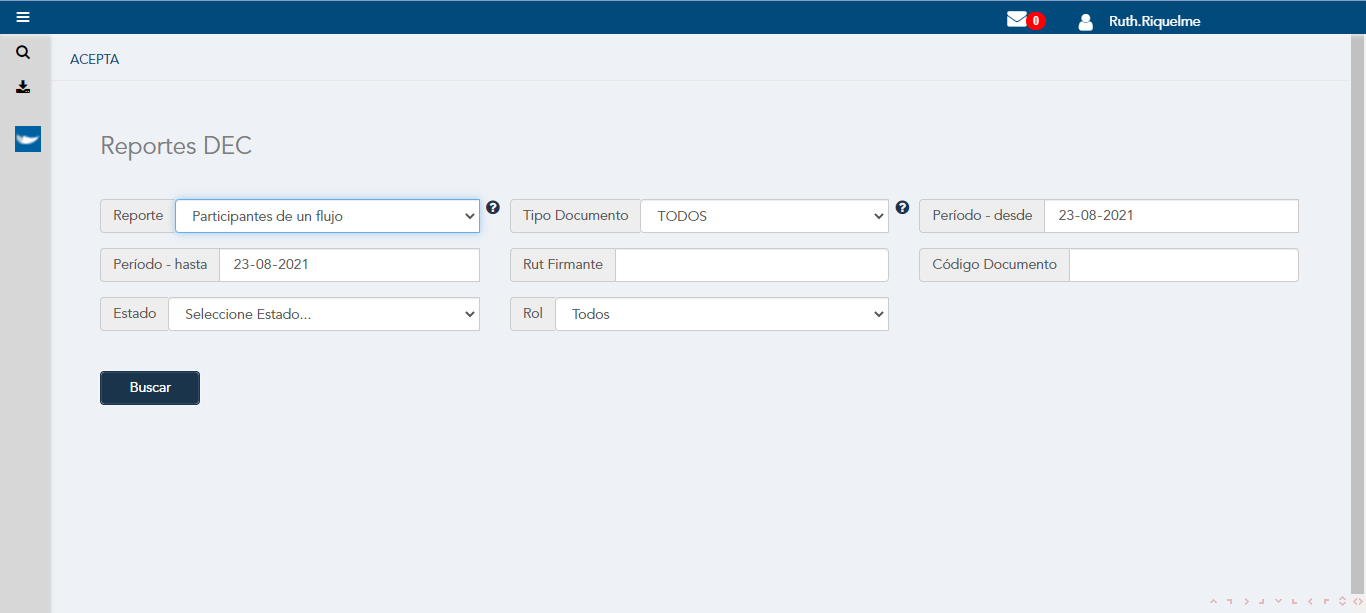 0 Ruth.Riquelme
ACEPTA
Reportes DEC
Reporte Participantes de un flujo Tipo Documento TODOS Período - desde 23-08-2021
Período - hasta 23-08-2021 Rut Firmante Código Documento
Estado Seleccione Estado... Rol Todos
Buscar